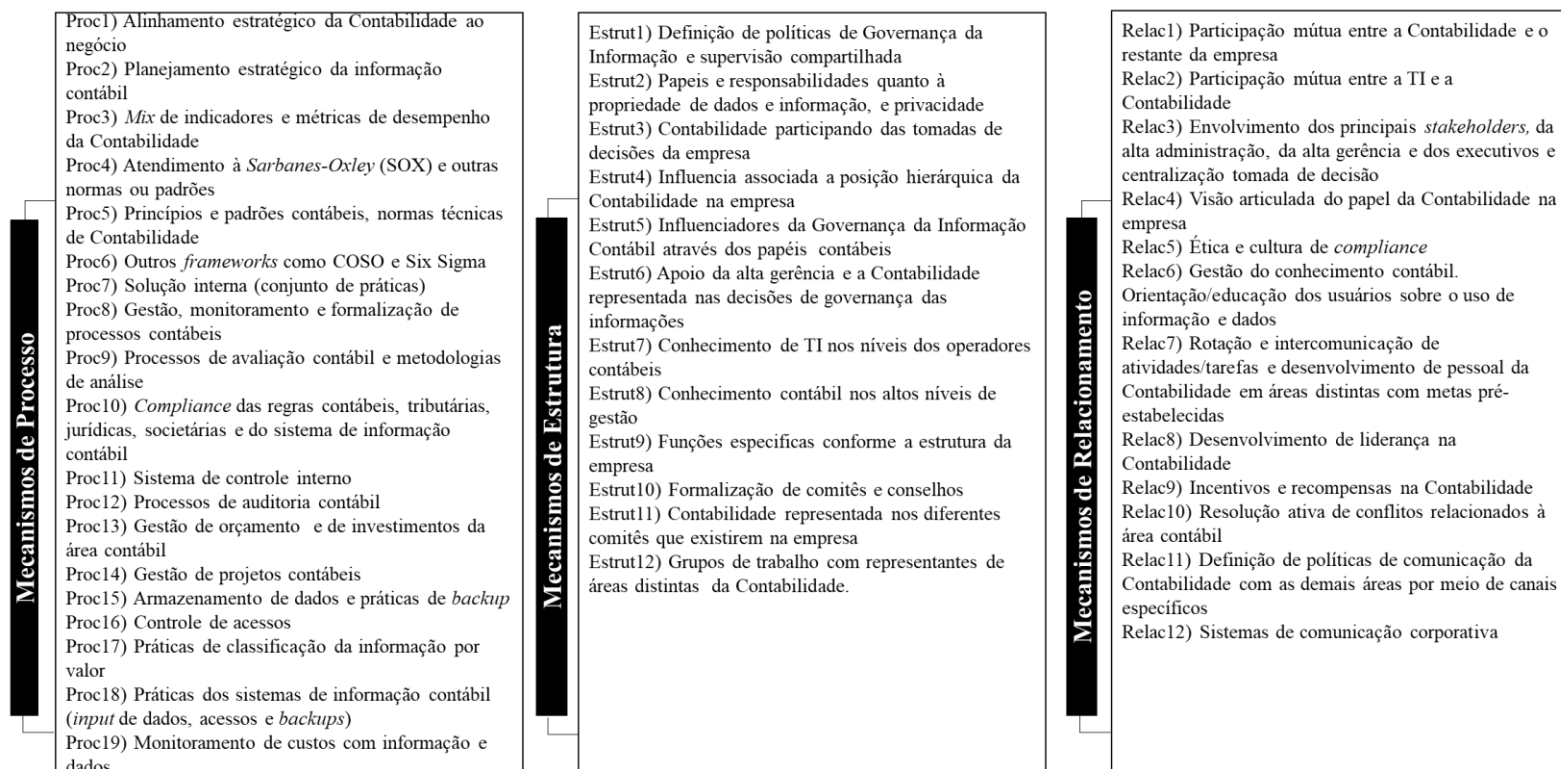 Mecanismos de Processo
Proc1) Alinhamento estratégico da Contabilidade ao
negócio
Proc2) Planejamento estratégico da informação
contábil
Proc3) Mix de indicadores e métricas de desempenho
da Contabilidade
Proc4) Atendimento à Sarbanes-Oxley (SOX) e outras
normas ou padrões
Proc5) Princípios e padrões contábeis, normas técnicas
de Contabilidade
Proc6) Outros frameworks como COSO e Six Sigma
Proc7) Solução interna (conjunto de práticas)
Proc8) Gestão, monitoramento e formalização de
processos contábeis
Proc9) Processos de avaliação contábil e metodologias
de análise
Proc10) Compliance das regras contábeis, tributárias,
jurídicas, societárias e do sistema de informação
contábil
Proc11) Sistema de controle interno
Proc12) Processos de auditoria contábil
Proc13) Gestão de orçamento e de investimentos da
área contábil
Proc14) Gestão de projetos contábeis
Proc15) Armazenamento de dados e práticas de backup
Proc16) Controle de acessos
Proc17) Práticas de classificação da informação por
valor
Proc18) Práticas dos sistemas de informação contábil
(input de dados, acessos e backups)
Proc19) Monitoramento de custos com informação e
dados
Mecanismos de Estrutura
Estrut1) Definição de políticas de Governança da
Informação e supervisão compartilhada
Estrut2) Papeis e responsabilidades quanto à
propriedade de dados e informação, e privacidade
Estrut3) Contabilidade participando das tomadas de
decisões da empresa
Estrut4) Influencia associada a posição hierárquica da
Contabilidade na empresa
Estrut5) Influenciadores da Governança da Informação
Contábil através dos papéis contábeis
Estrut6) Apoio da alta gerência e a Contabilidade
representada nas decisões de governança das
informações
Estrut7) Conhecimento de TI nos níveis dos operadores
contábeis
Estrut8) Conhecimento contábil nos altos níveis de
gestão
Estrut9) Funções especificas conforme a estrutura da
empresa
Estrut10) Formalização de comitês e conselhos
Estrut11) Contabilidade representada nos diferentes
comitês que existirem na empresa
Estrut12) Grupos de trabalho com representantes de
áreas distintas da Contabilidade.
Mecanismos de Relacionamento
Relac1) Participação mútua entre a Contabilidade e o
restante da empresa
Relac2) Participação mútua entre a TI e a
Contabilidade
Relac3) Envolvimento dos principais stakeholders, da
alta administração, da alta gerência e dos executivos e
centralização tomada de decisão
Relac4) Visão articulada do papel da Contabilidade na
empresa
Relac5) Ética e cultura de compliance
Relac6) Gestão do conhecimento contábil.
Orientação/educação dos usuários sobre o uso de
informação e dados
Relac7) Rotação e intercomunicação de
atividades/tarefas e desenvolvimento de pessoal da
Contabilidade em áreas distintas com metas pré-
estabelecidas
Relac8) Desenvolvimento de liderança na
Contabilidade
Relac9) Incentivos e recompensas na Contabilidade
Relac10) Resolução ativa de conflitos relacionados à
área contábil
Relac11) Definição de políticas de comunicação da
Contabilidade com as demais áreas por meio de canais
específicos
Relac12) Sistemas de comunicação corporativa